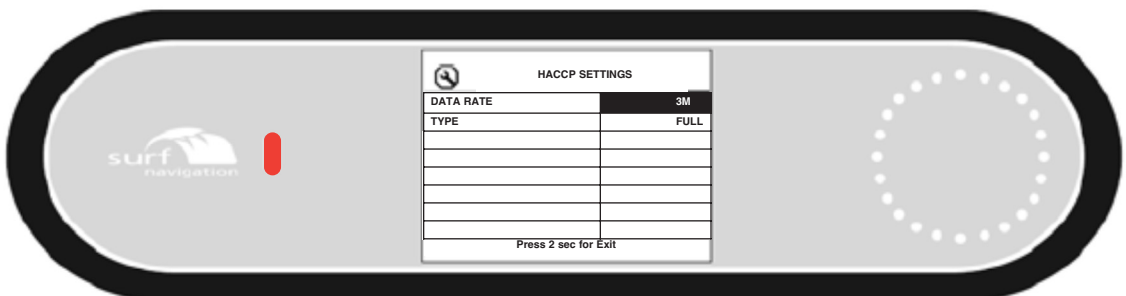 surf
navigation
HACCP SETTINGS
DATA RATE 3M
TYPE FULL
Press 2 sec for Exit